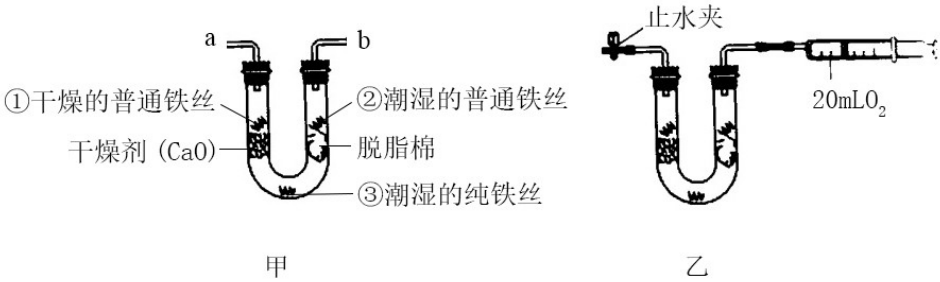 a
b
①干燥的普通铁丝
②潮湿的普通铁丝
干燥剂(CaO)
脱脂棉
③潮湿的纯铁丝
甲
止水夹
20mLO₂
乙